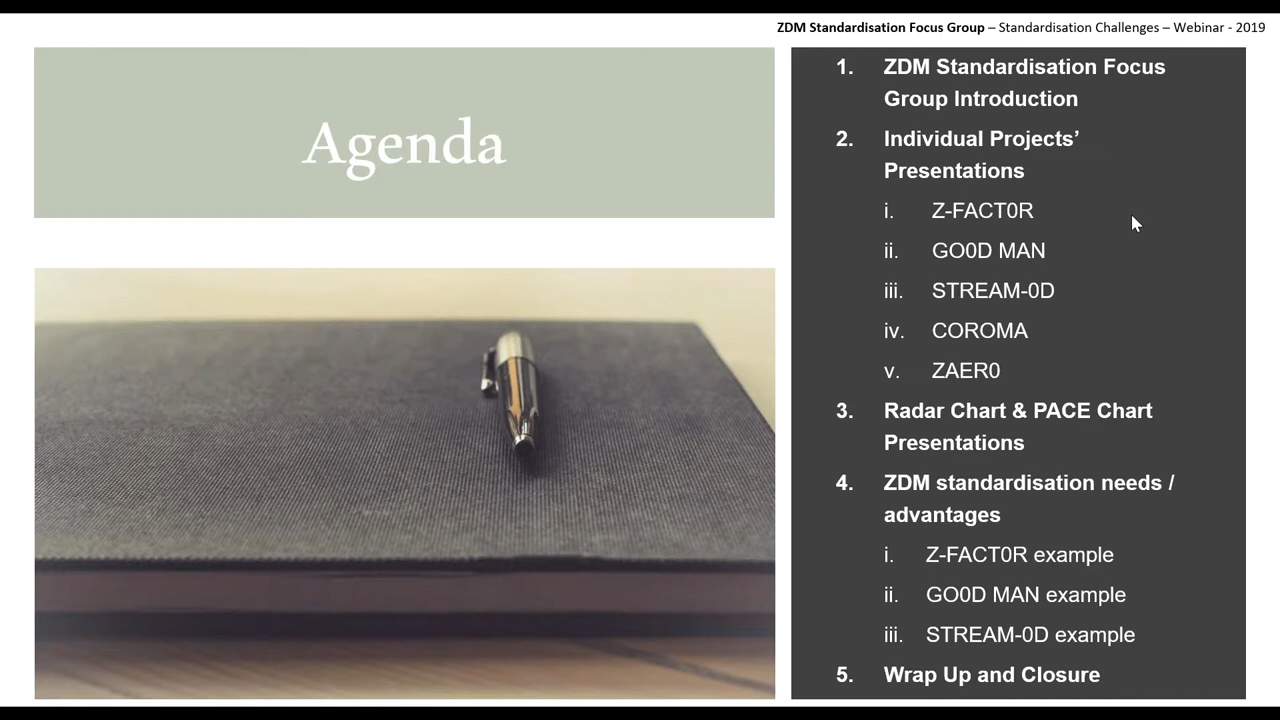 ZDM Standardisation Focus Group – Standardisation Challenges – Webinar - 2019
Agenda
1. ZDM Standardisation Focus
Group Introduction
2. Individual Projects’
Presentations
i. Z-FACT0R
ii. GO0D MAN
iii. STREAM-0D
iv. COROMA
v. ZAER0
3. Radar Chart & PACE Chart
Presentations
4. ZDM standardisation needs /
advantages
i. Z-FACT0R example
ii. GO0D MAN example
iii. STREAM-0D example
5. Wrap Up and Closure